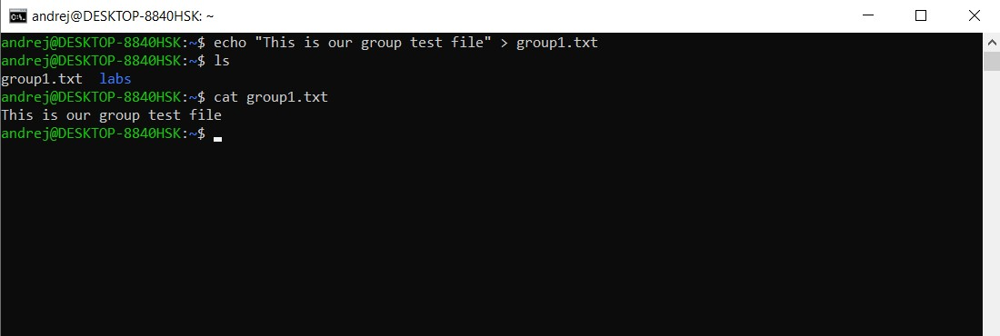 andrej@DESKTOP-8840HSK: ~
andrej@DESKTOP-8840HSK:~$ echo "This is our group test file" > group1.txt
andrej@DESKTOP-8840HSK:~$ ls
group1.txt  labs
andrej@DESKTOP-8840HSK:~$ cat group1.txt
This is our group test file
andrej@DESKTOP-8840HSK:~$